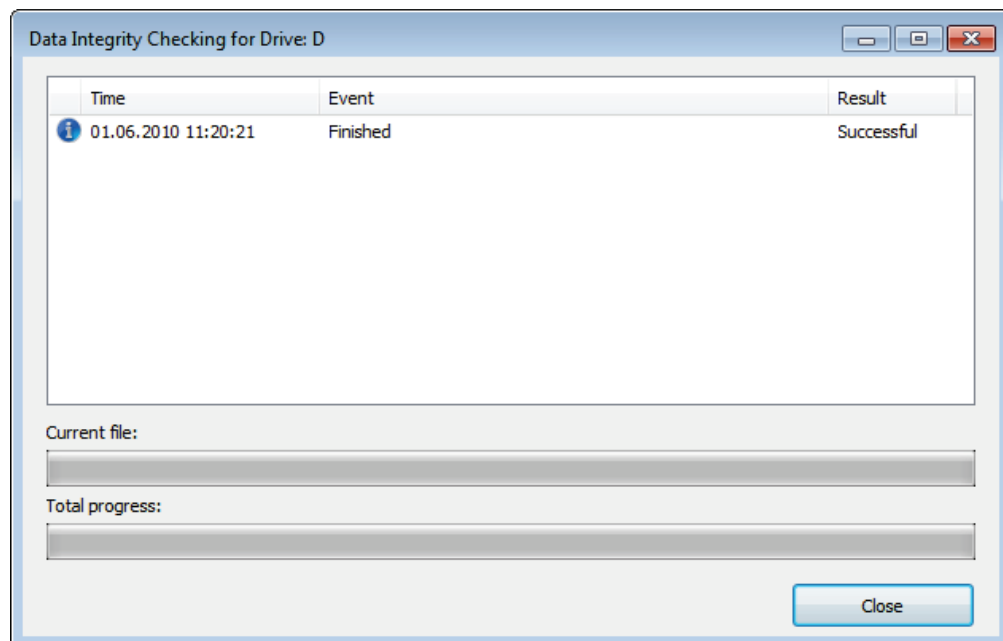 Data Integrity Checking for Drive: D
Time Event Result
01.06.2010 11:20:21 Finished Successful
Current file:
Total progress:
Close